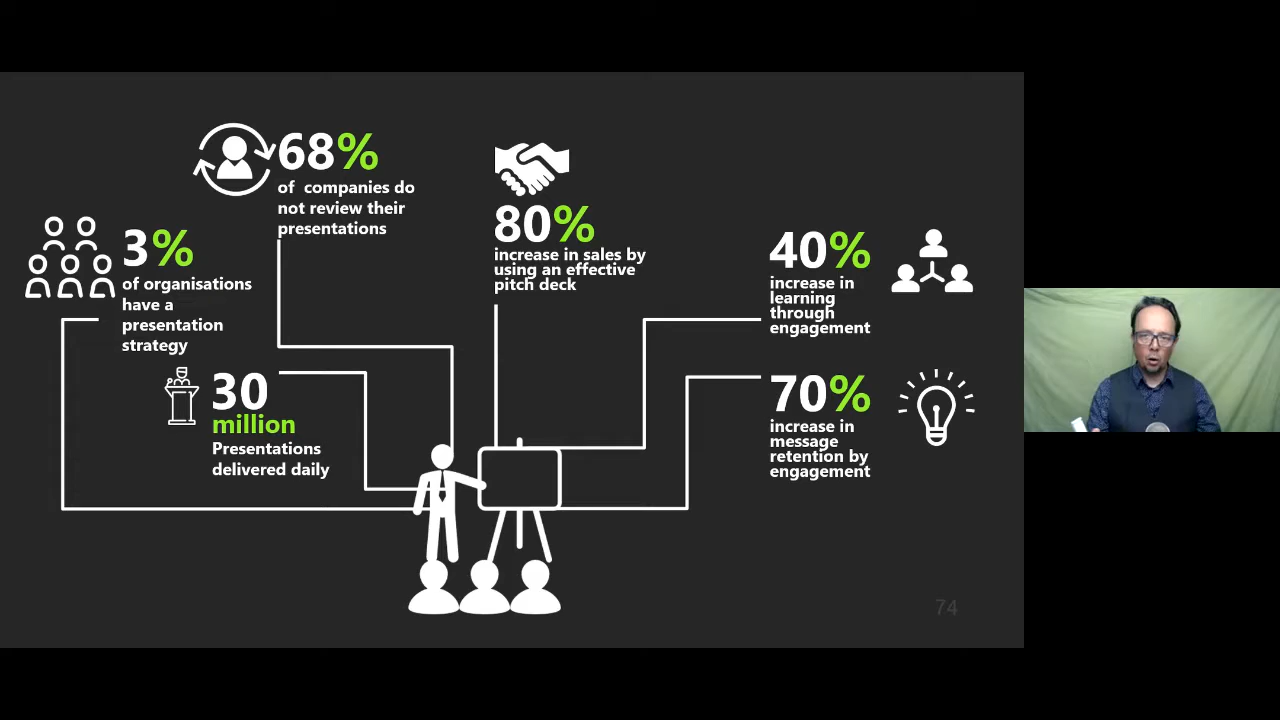 68%
of companies do
not review their
presentations
3%
of organisations
have a
presentation
strategy
30
million
Presentations
delivered daily
80%
increase in sales by
using an effective
pitch deck
40%
increase in
learning
through
engagement
70%
increase in
message
retention by
engagement
74